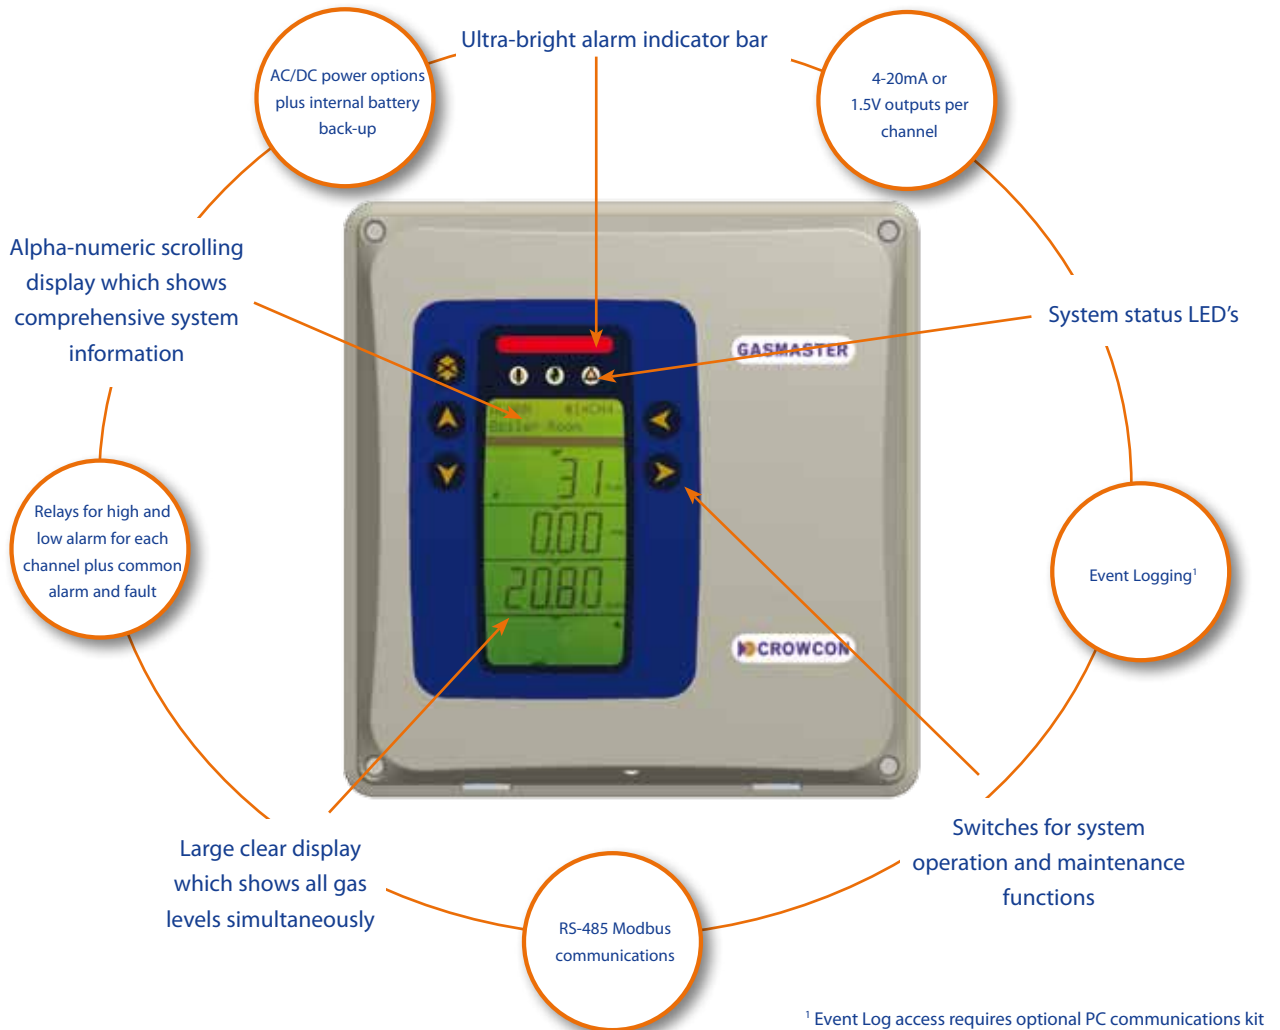 Ultra-bright alarm indicator bar
AC/DC power options
plus internal battery
back-up
4-20mA or
1.5V outputs per
channel
Alpha-numeric scrolling
display which shows
comprehensive system
information
System status LED's
GASMASTER
Boiler Room
31
0.00
20.80
Relays for high and
low alarm for each
channel plus common
alarm and fault
Event Logging¹
CROWCON
Large clear display
which shows all gas
levels simultaneously
Switches for system
operation and maintenance
functions
RS-485 Modbus
communications
¹ Event Log access requires optional PC communications kit